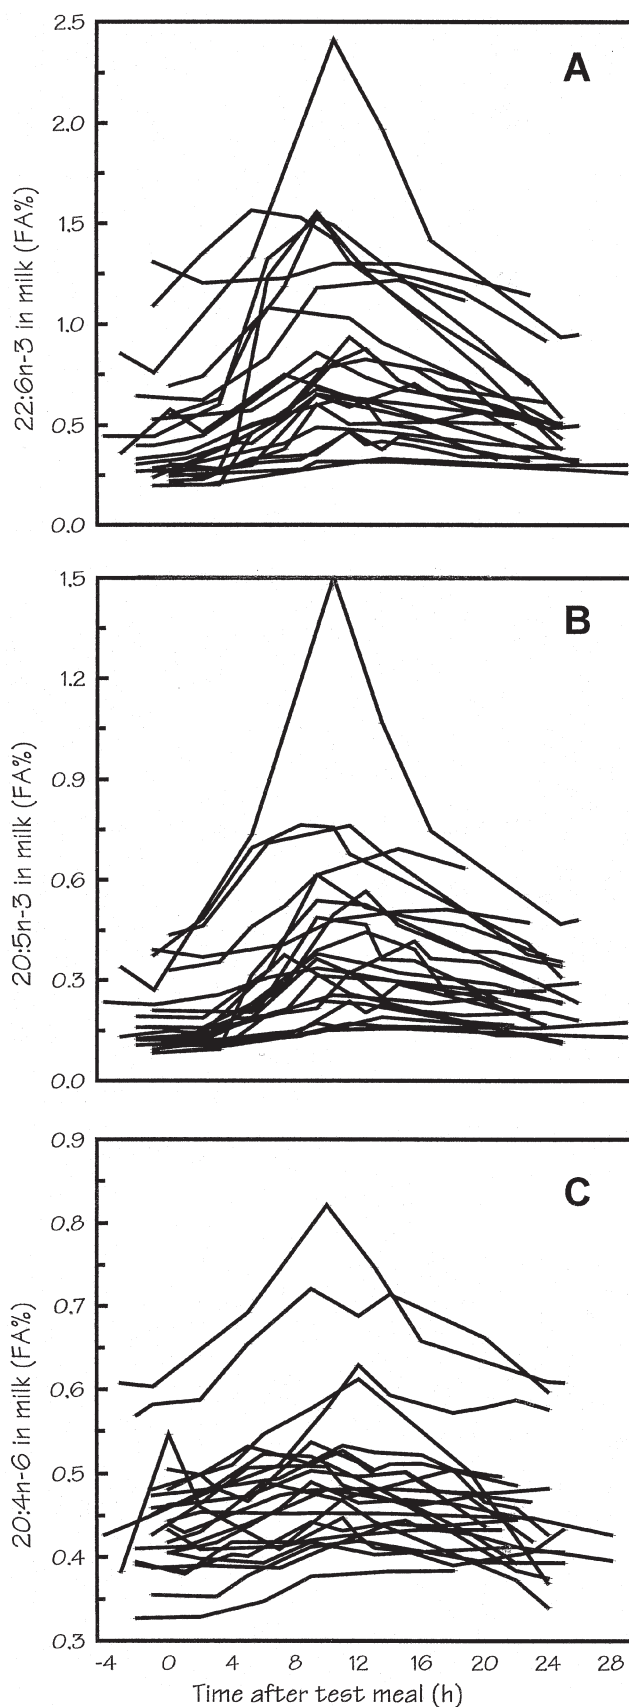 A
2.5
2.0
1.5
1.0
0.5
0.0
22:6n-3 in milk (FA%)
B
1.5
1.2
0.9
0.6
0.3
0.0
20:5n-3 in milk (FA%)
C
0.9
0.8
0.7
0.6
0.5
0.4
0.3
20:4n-6 in milk (FA%)
-4 0 4 8 12 16 20 24 28
Time after test meal (h)